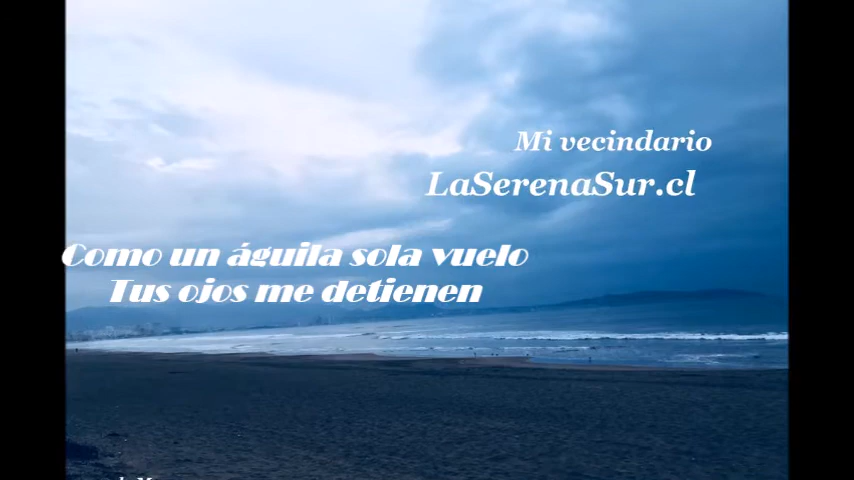 Mi vecindario
LaSerenaSur.cl
Como un águila sola vuelo
Tus ojos me detienen